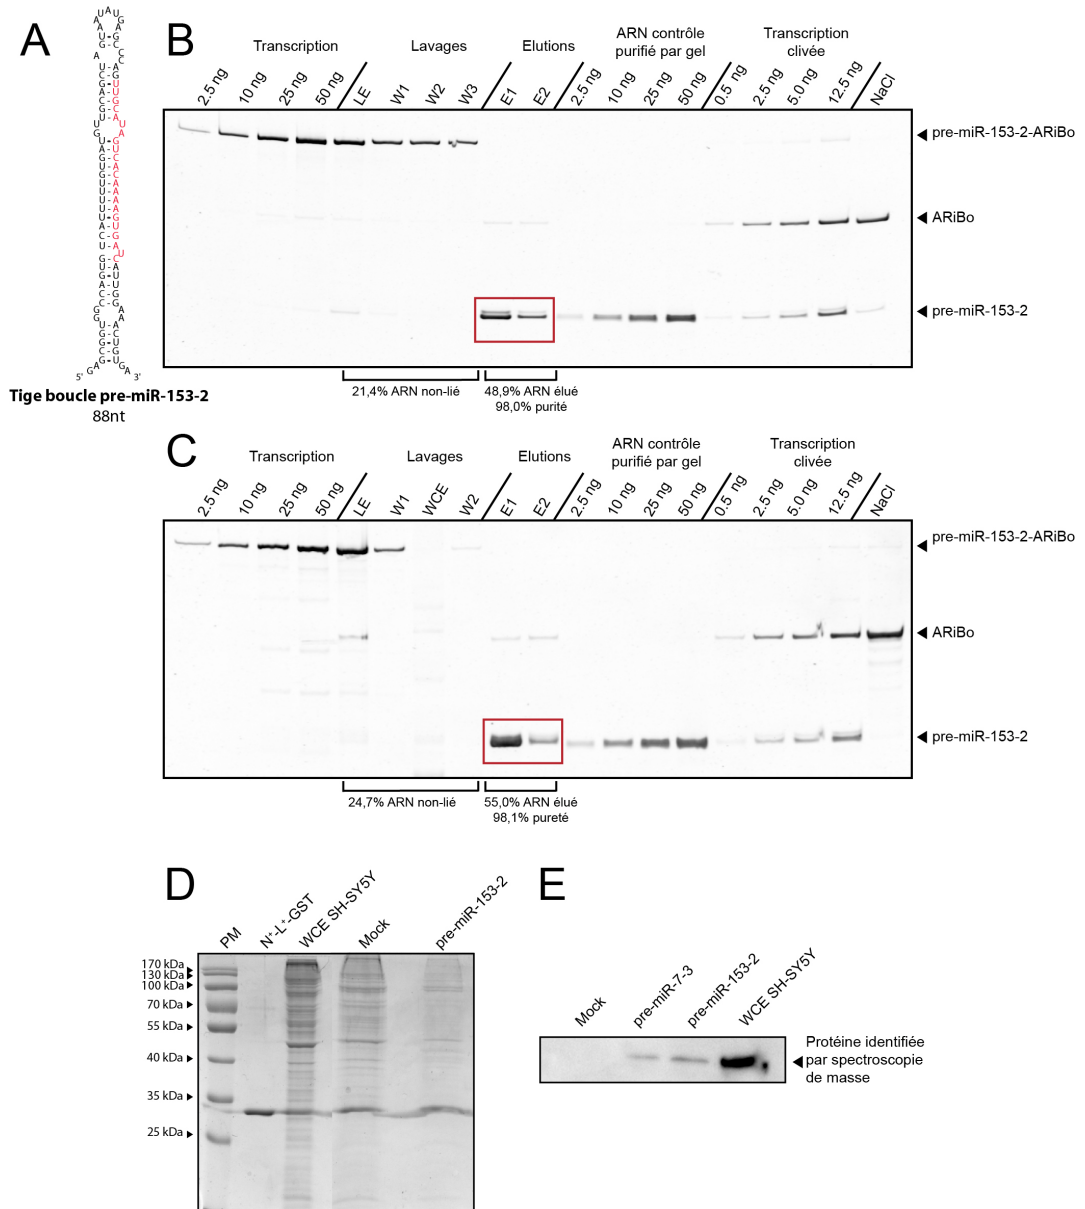 A
5'
3'
Tige boucle pre-miR-153-2
88nt
B
Transcription
Lavages
Elutions
ARN contrôle
purifié par gel
Transcription
clivée
2.5 ng
10 ng
25 ng
50 ng
LE
W1
W2
W3
E1
E2
2.5 ng
10 ng
25 ng
50 ng
0.5 ng
2.5 ng
5.0 ng
12.5 ng
NaCl
pre-miR-153-2-ARiBo
ARiBo
pre-miR-153-2
21,4% ARN non-lié
48,9% ARN élué
98,0% purité
C
Transcription
Lavages
Elutions
ARN contrôle
purifié par gel
Transcription
clivée
2.5 ng
10 ng
25 ng
50 ng
LE
W1
WCE
W2
E1
E2
2.5 ng
10 ng
25 ng
50 ng
0.5 ng
2.5 ng
5.0 ng
12.5 ng
NaCl
pre-miR-153-2-ARiBo
ARiBo
pre-miR-153-2
24,7% ARN non-lié
55,0% ARN élué
98,1% pureté
D
PM
N⁺-L⁺-GST
WCE SH-SY5Y
Mock
pre-miR-153-2
170 kDa
130 kDa
100 kDa
70 kDa
55 kDa
40 kDa
35 kDa
25 kDa
E
Mock
pre-miR-7-3
pre-miR-153-2
WCE SH-SY5Y
Protéine identifiée
par spectroscopie
de masse